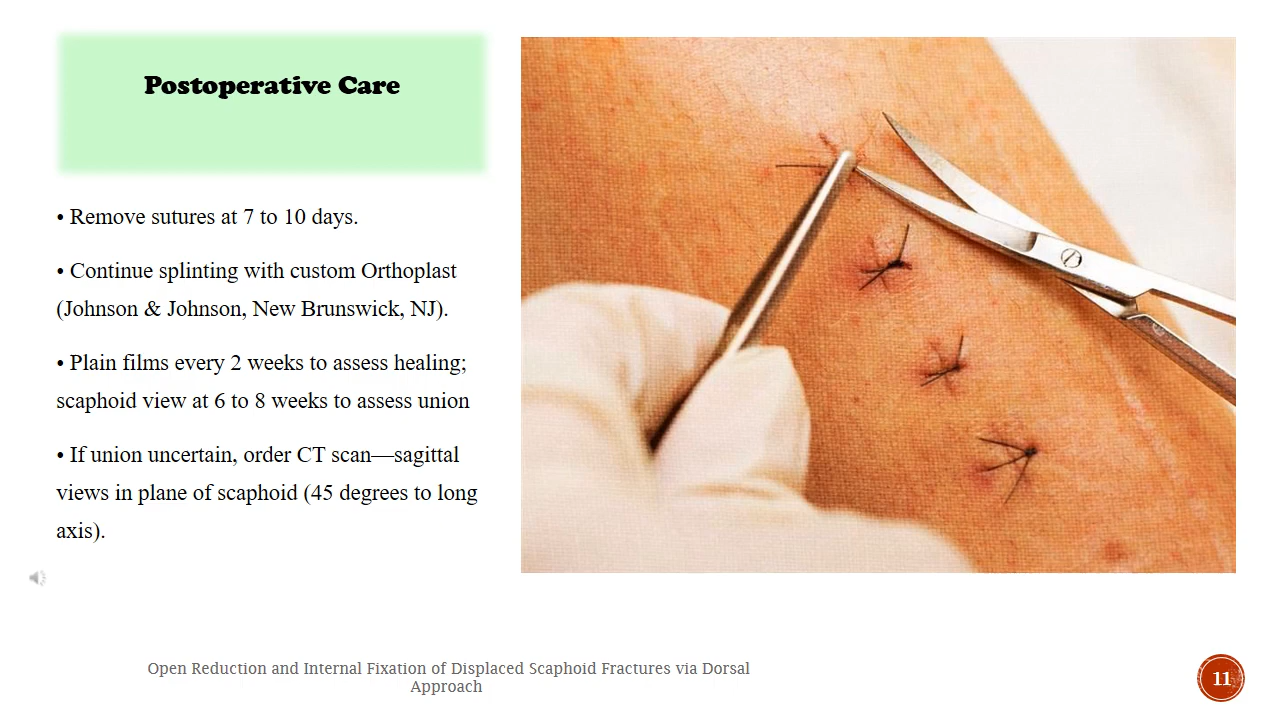 Postoperative Care
• Remove sutures at 7 to 10 days.
• Continue splinting with custom Orthoplast
(Johnson & Johnson, New Brunswick, NJ).
• Plain films every 2 weeks to assess healing;
scaphoid view at 6 to 8 weeks to assess union
• If union uncertain, order CT scan—sagittal
views in plane of scaphoid (45 degrees to long
axis).
Open Reduction and Internal Fixation of Displaced Scaphoid Fractures via Dorsal
Approach
11